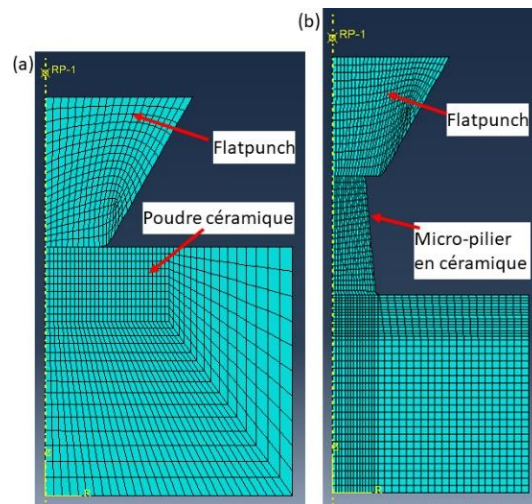 (a)
RP-1
Flatpunch
Poudre céramique
R
(b)
RP-1
Flatpunch
Micro-pilier
en céramique
R